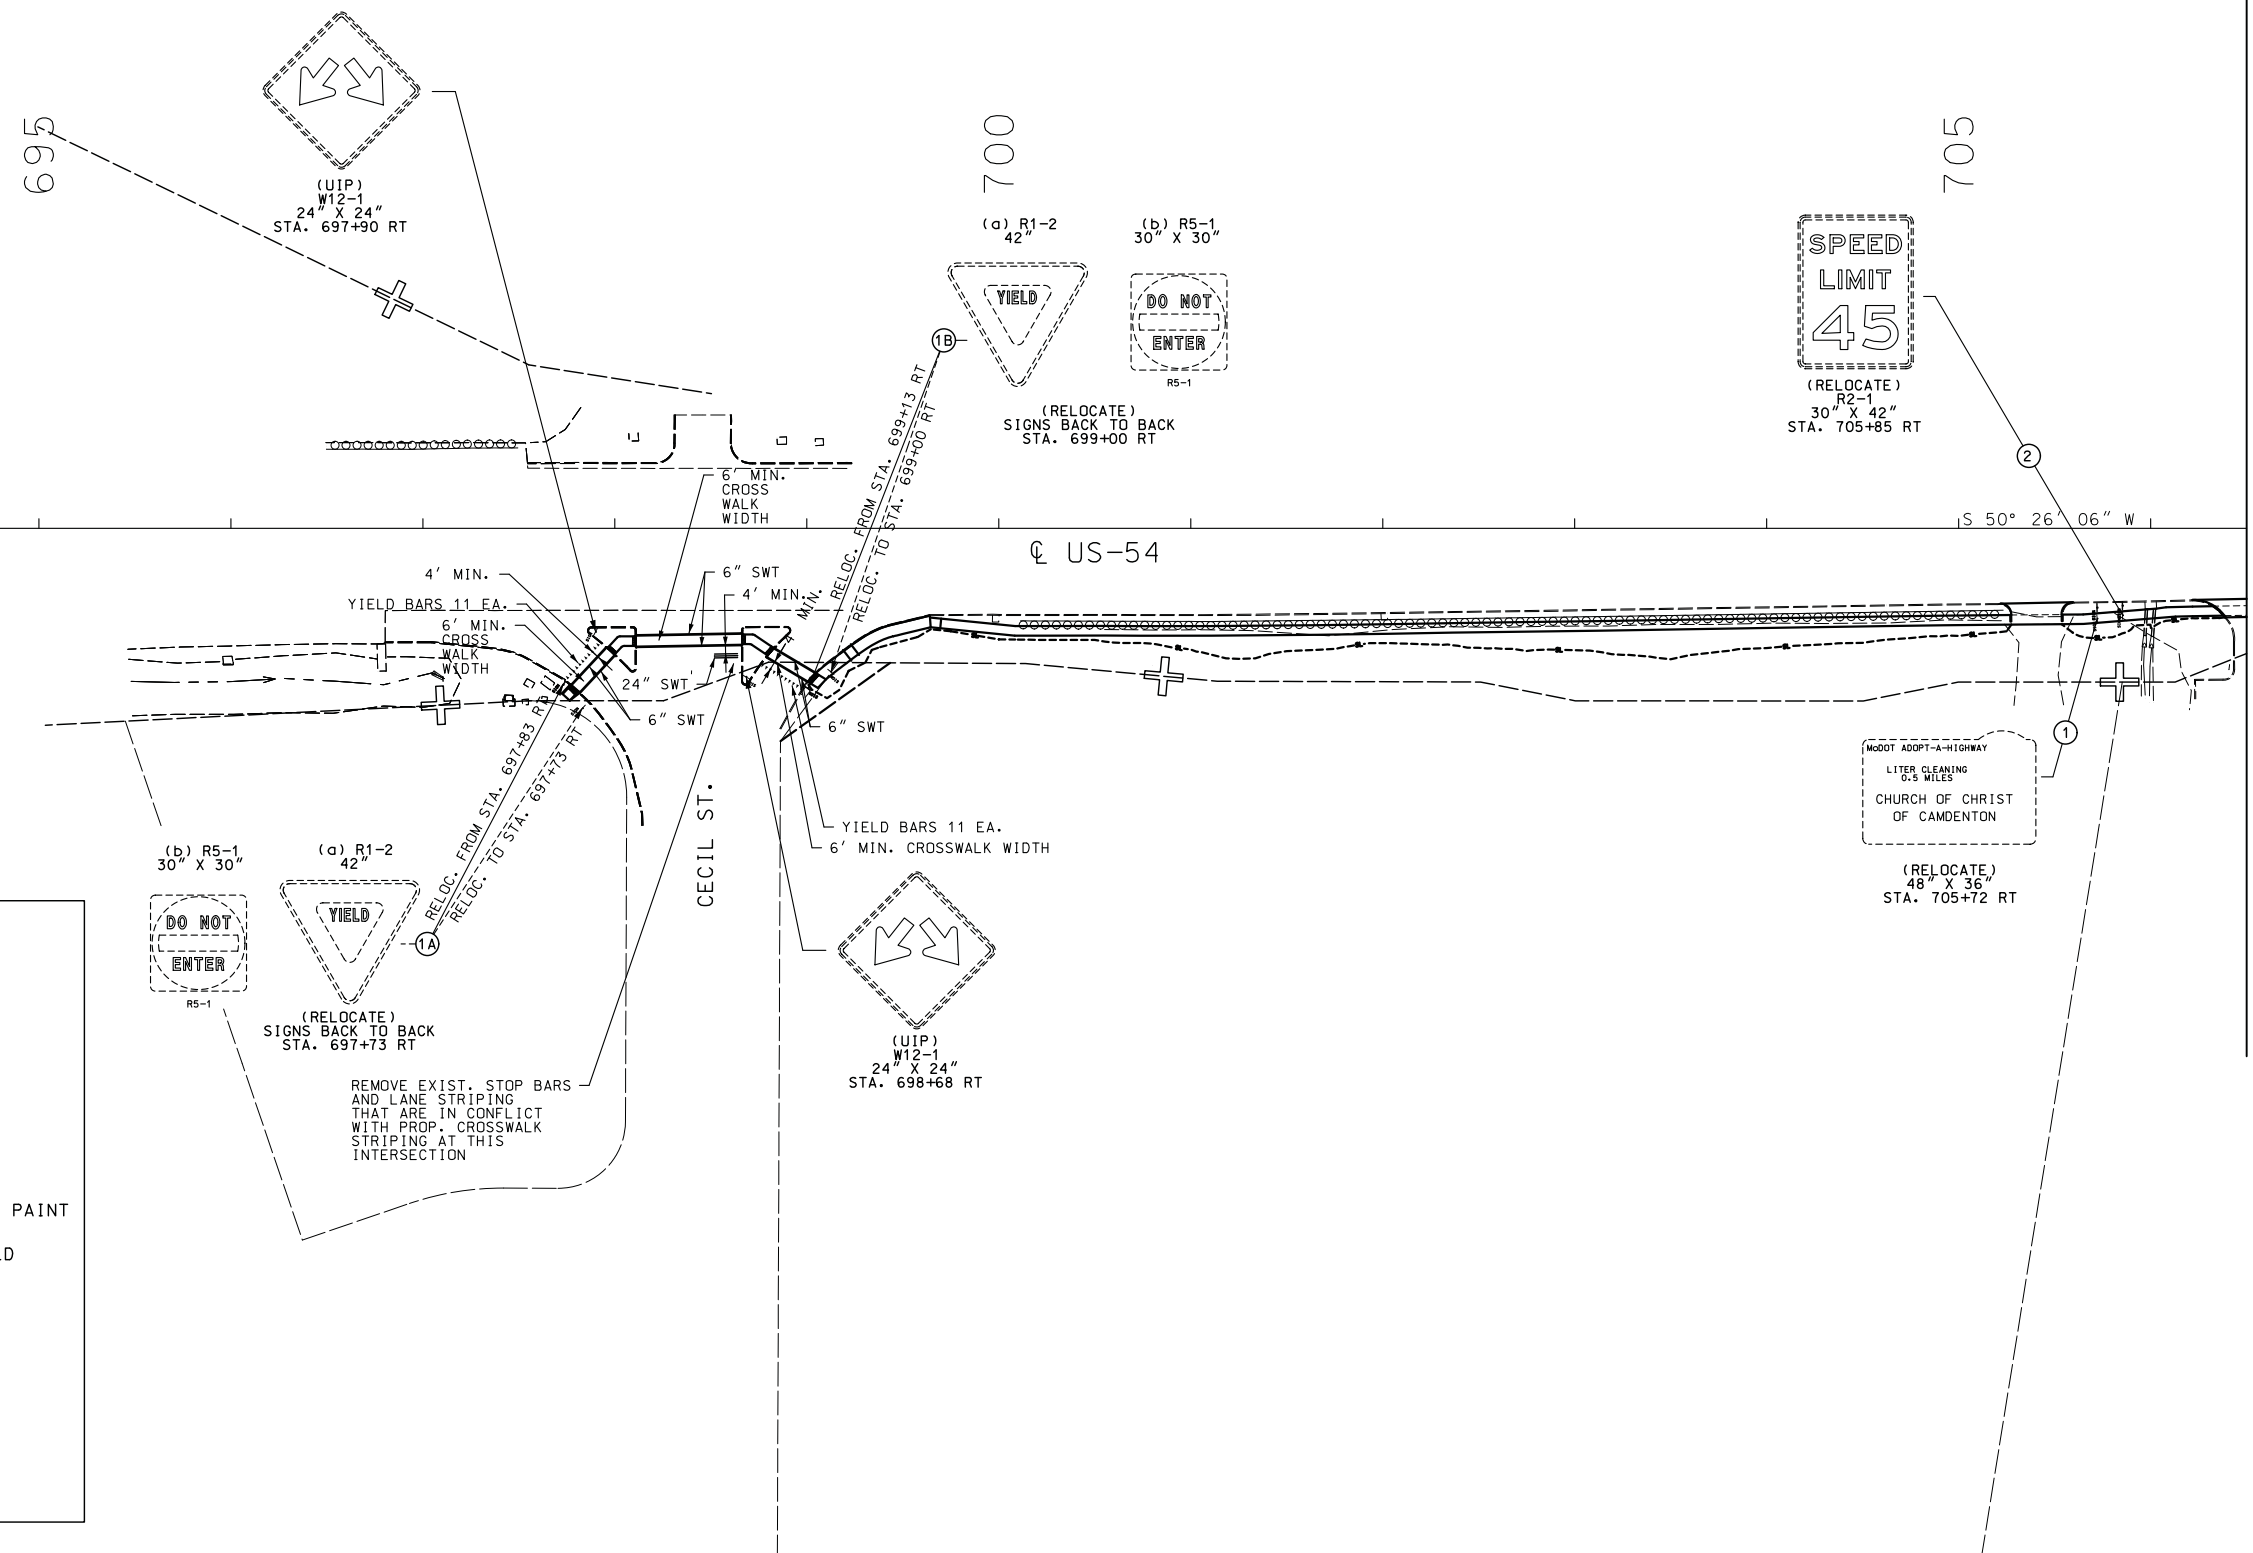 695
700
705
(UIP)
W12-1
24" X 24"
STA. 697+90 RT
(a) R1-2
42"
(b) R5-1
30" X 30"
YIELD
DO NOT
ENTER
R5-1
1B
(RELOCATE)
SIGNS BACK TO BACK
STA. 699+00 RT
SPEED
LIMIT
45
(RELOCATE)
R2-1
30" X 42"
STA. 705+85 RT
2
RELOC. FROM STA. 699+13 RT
RELOC. TO STA. 699+00 RT
6' MIN.
CROSS
WALK
WIDTH
S 50° 26' 06" W
℄ US-54
4' MIN.
YIELD BARS 11 EA.
6' MIN.
CROSS
WALK
WIDTH
6" SWT
4' MIN.
4' MIN.
24" SWT
6" SWT
6" SWT
RELOC. FROM STA. 697+83 RT
RELOC. TO STA. 697+73 RT
CECIL ST.
YIELD BARS 11 EA.
6' MIN. CROSSWALK WIDTH
1
MoDOT ADOPT-A-HIGHWAY
LITER CLEANING
0.5 MILES
CHURCH OF CHRIST
OF CAMDENTON
(RELOCATE)
48" X 36"
STA. 705+72 RT
(b) R5-1
30" X 30"
(a) R1-2
42"
DO NOT
ENTER
R5-1
YIELD
1A
(RELOCATE)
SIGNS BACK TO BACK
STA. 697+73 RT
(UIP)
W12-1
24" X 24"
STA. 698+68 RT
REMOVE EXIST. STOP BARS
AND LANE STRIPING
THAT ARE IN CONFLICT
WITH PROP. CROSSWALK
STRIPING AT THIS
INTERSECTION
PAINT